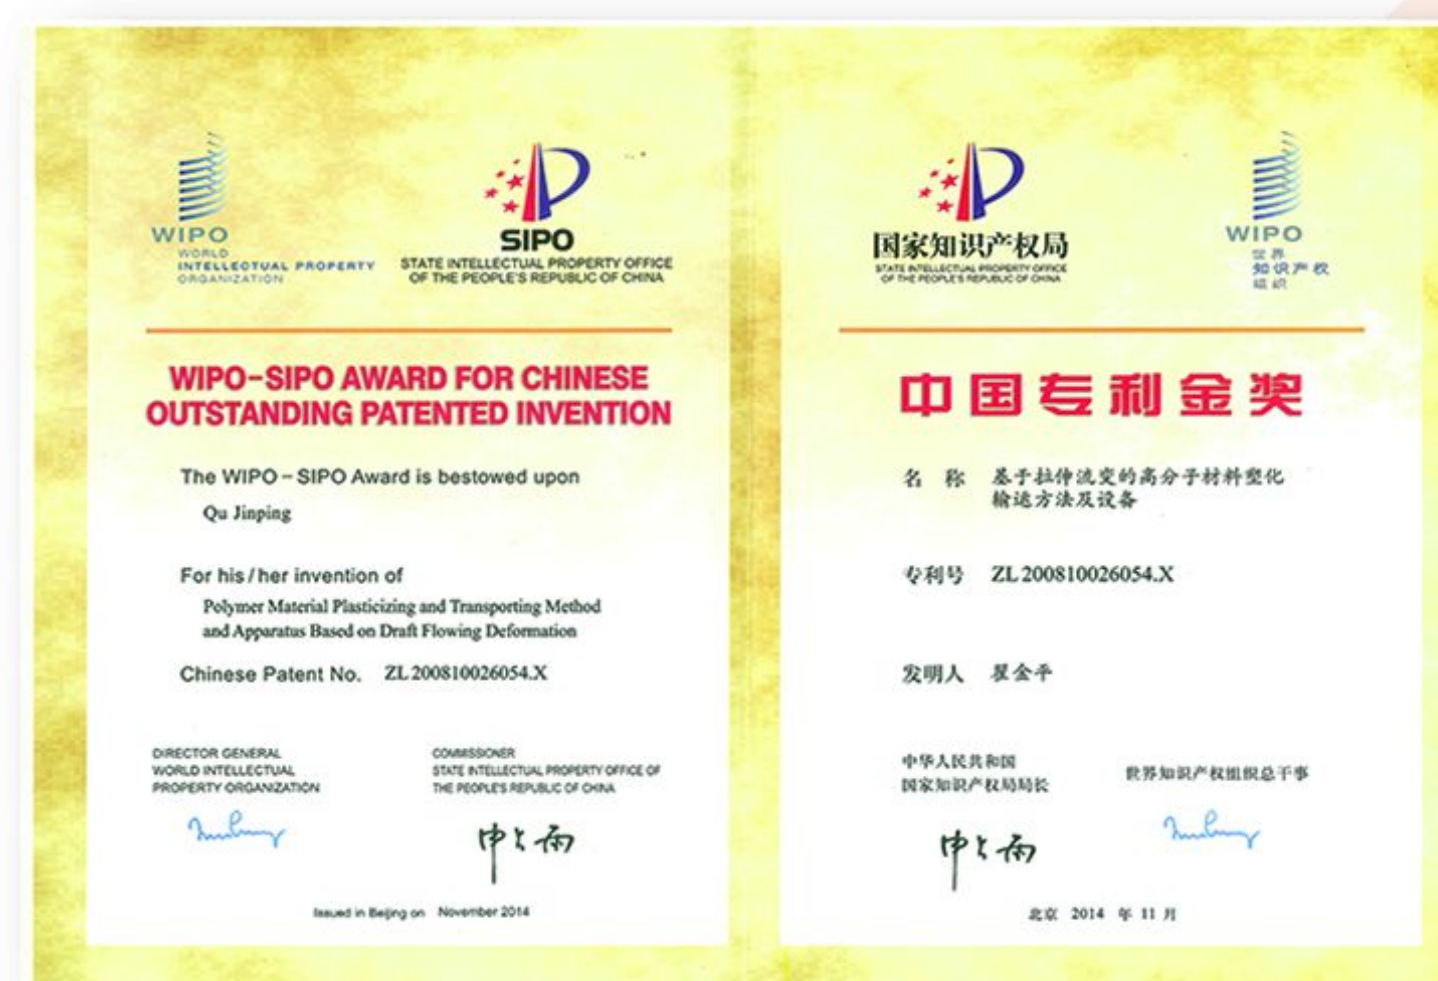 WIPO
WORLD
INTELLECTUAL PROPERTY
ORGANIZATION
SIPO
STATE INTELLECTUAL PROPERTY OFFICE
OF THE PEOPLE'S REPUBLIC OF CHINA
WIPO-SIPO AWARD FOR CHINESE
OUTSTANDING PATENTED INVENTION
The WIPO-SIPO Award is bestowed upon
Qu Jinping
For his/her invention of
Polymer Material Plasticizing and Transporting Method
and Apparatus Based on Draft Flowing Deformation
Chinese Patent No. ZL200810026054.X
DIRECTOR GENERAL
WORLD INTELLECTUAL
PROPERTY ORGANIZATION
COMMISSIONER
STATE INTELLECTUAL PROPERTY OFFICE OF
THE PEOPLE'S REPUBLIC OF CHINA
申长雨
Issued in Beijing on November 2014
国家知识产权局
STATE INTELLECTUAL PROPERTY OFFICE
OF THE PEOPLE'S REPUBLIC OF CHINA
WIPO
世界
知识产权
组织
中国专利金奖
名 称 基于拉伸流变的高分子材料塑化
输送方法及设备
专利号 ZL200810026054.X
发明人 瞿金平
中华人民共和国
国家知识产权局局长
世界知识产权组织总干事
申长雨
北京 2014 年 11 月